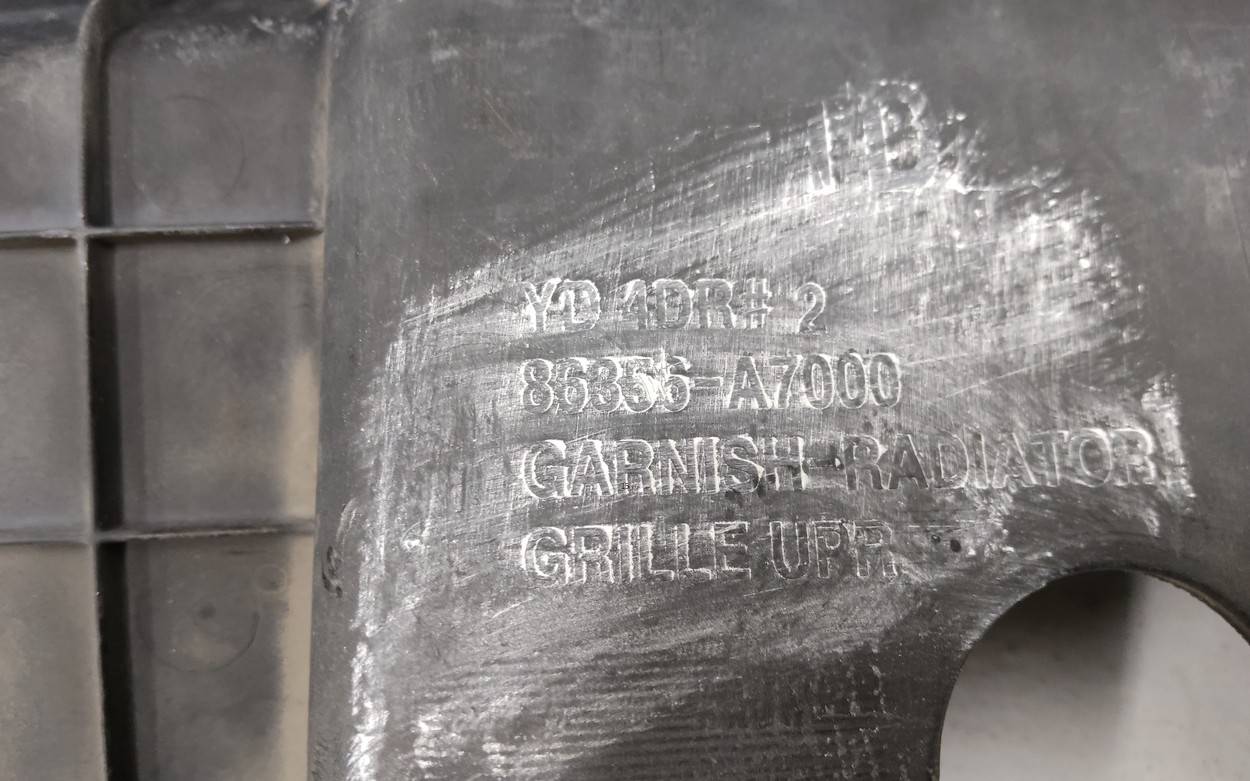 YD 4DR# 2
86356-A7000
GARNISH-RADIATOR
GRILLE UPR